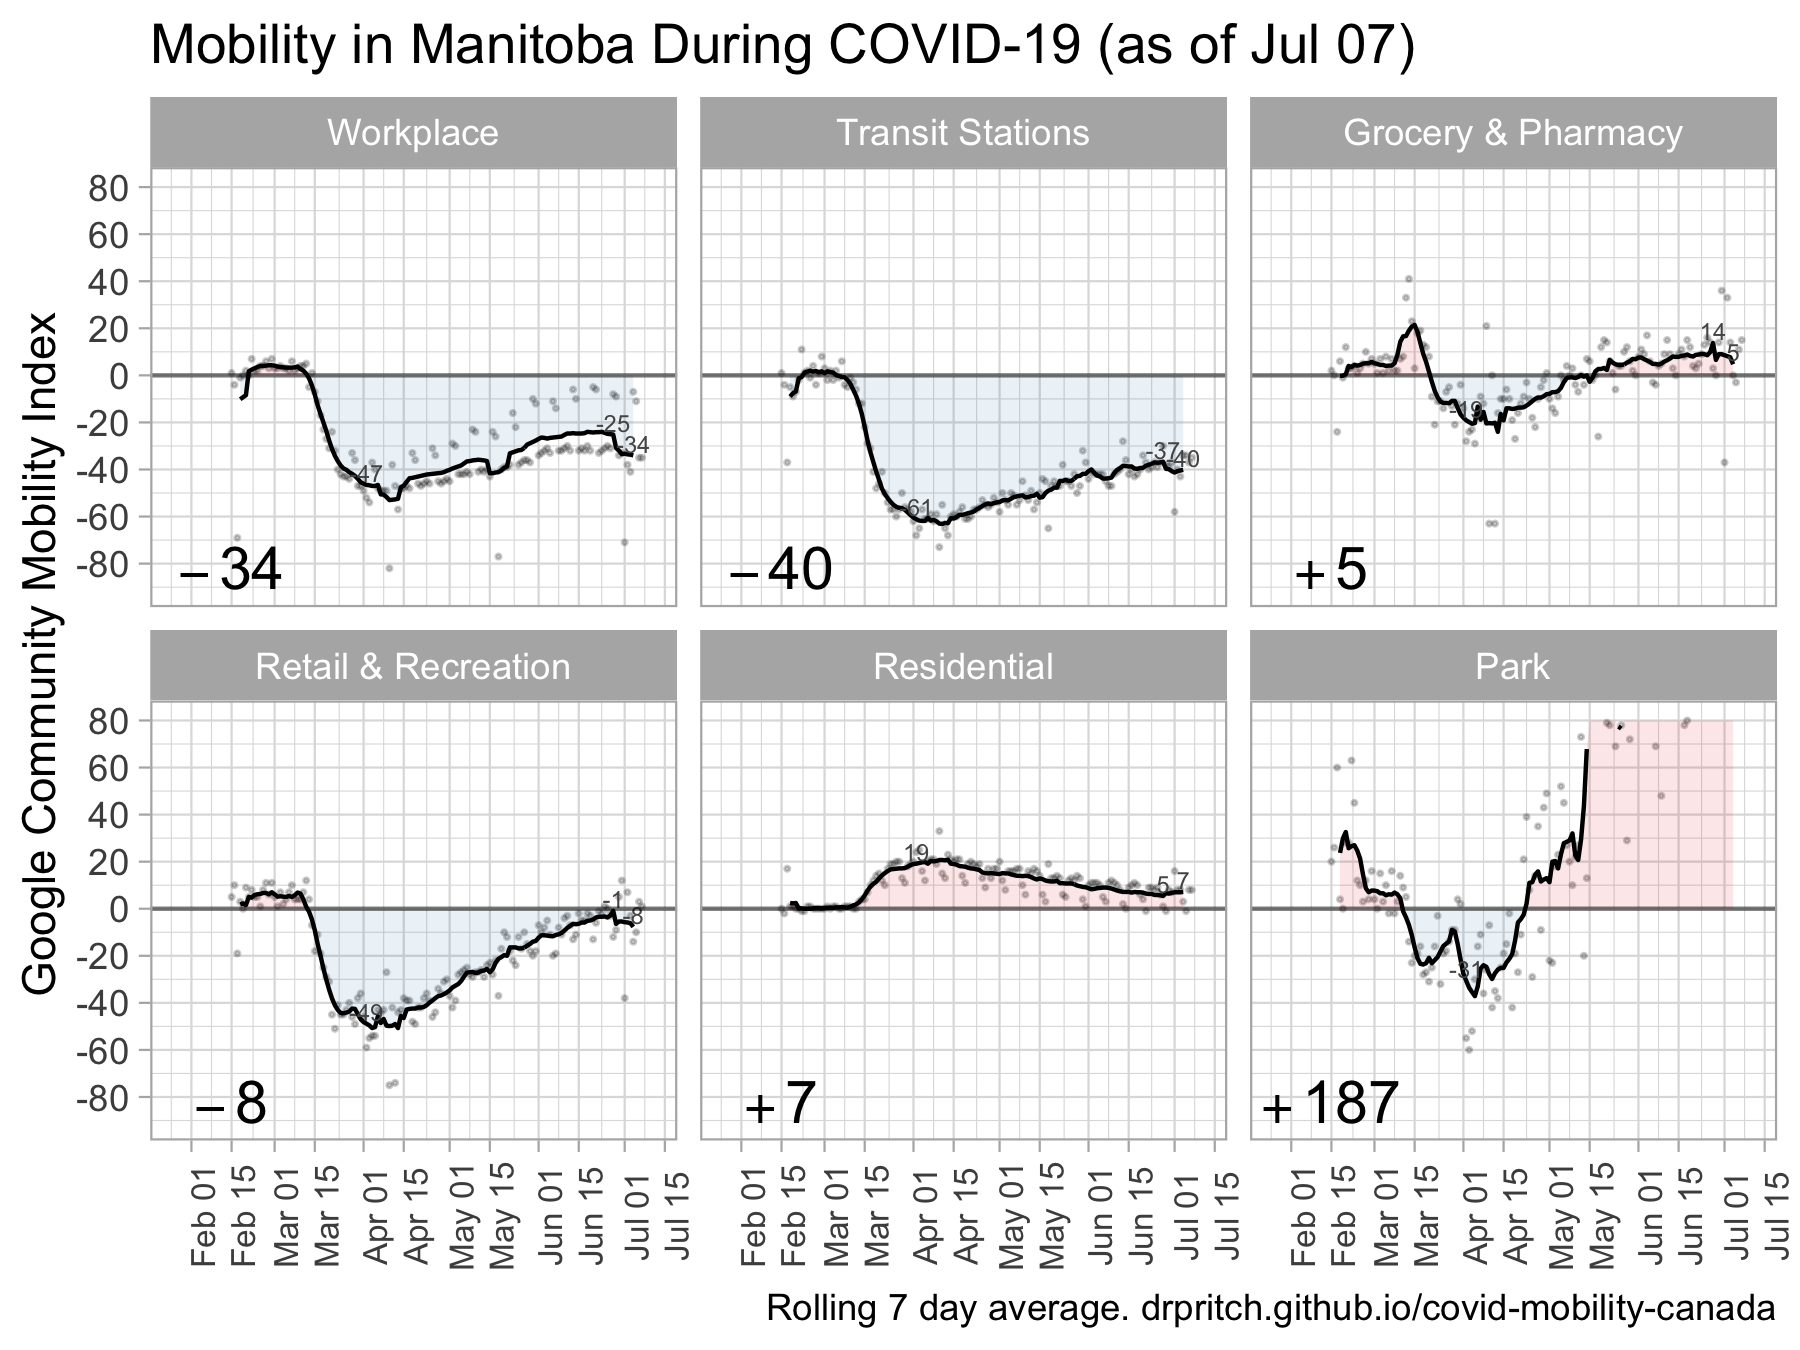 Mobility in Manitoba During COVID-19 (as of Jul 07)
Google Community Mobility Index
Workplace
Transit Stations
Grocery & Pharmacy
80
60
40
20
0
-20
-40
-60
-80
-47
-25
-34
−34
-61
-37
-40
−40
-19
14
5
+5
Retail & Recreation
Residential
Park
80
60
40
20
0
-20
-40
-60
-80
-49
-1
-8
−8
19
5
7
+7
-31
+187
Feb 01
Feb 15
Mar 01
Mar 15
Apr 01
Apr 15
May 01
May 15
Jun 01
Jun 15
Jul 01
Jul 15
Feb 01
Feb 15
Mar 01
Mar 15
Apr 01
Apr 15
May 01
May 15
Jun 01
Jun 15
Jul 01
Jul 15
Feb 01
Feb 15
Mar 01
Mar 15
Apr 01
Apr 15
May 01
May 15
Jun 01
Jun 15
Jul 01
Jul 15
Rolling 7 day average. drpritch.github.io/covid-mobility-canada